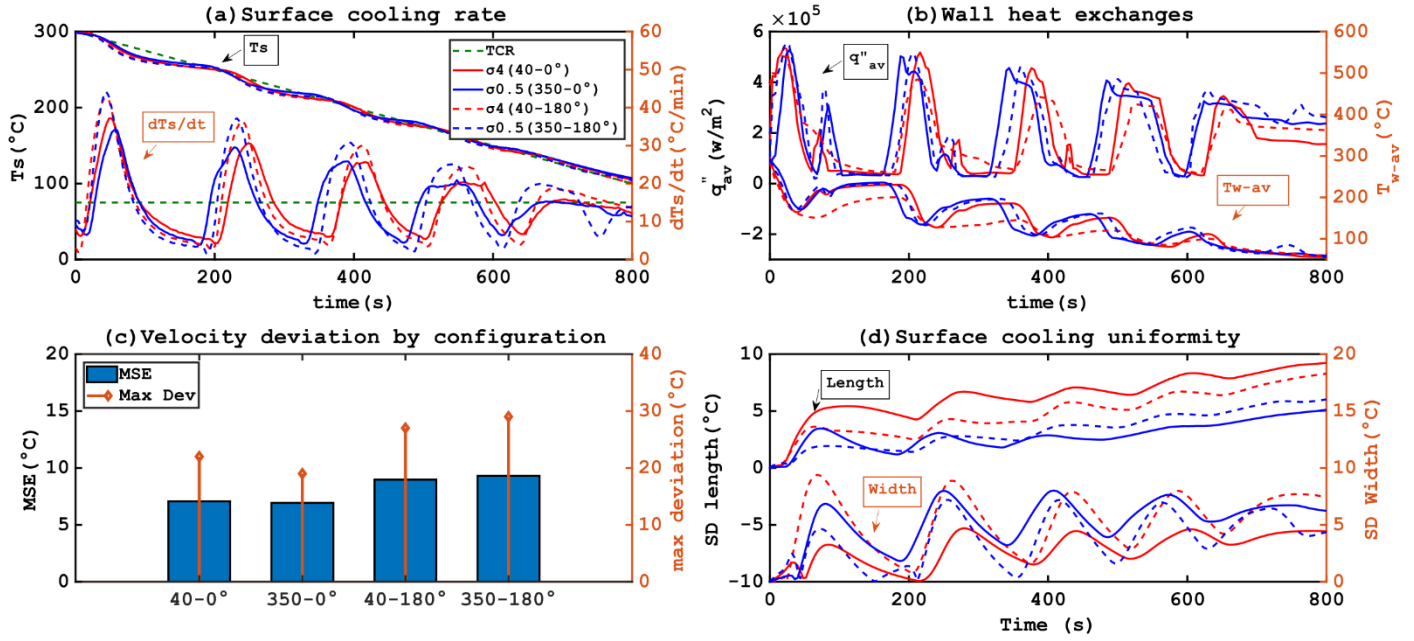 (a)Surface cooling rate
300
200
100
0
Ts(°C)
60
50
40
30
20
10
0
dTs/dt(°C/min)
Ts
dTs/dt
TCR
σ4(40-0°)
σ0.5(350-0°)
σ4(40-180°)
σ0.5(350-180°)
0
200
400
600
800
time(s)
(b)Wall heat exchanges
×10⁵
6
4
2
0
-2
q"av(w/m²)
600
500
400
300
200
100
Tw-av(°C)
q"av
Tw-av
0
200
400
600
800
time(s)
(c)Velocity deviation by configuration
20
15
10
5
0
MSE(°C)
40
30
20
10
0
max deviation(°C)
MSE
Max Dev
40-0°
350-0°
40-180°
350-180°
(d)Surface cooling uniformity
10
5
0
-5
-10
SD length(°C)
20
15
10
5
0
SD Width(°C)
Length
Width
0
200
400
600
800
Time (s)